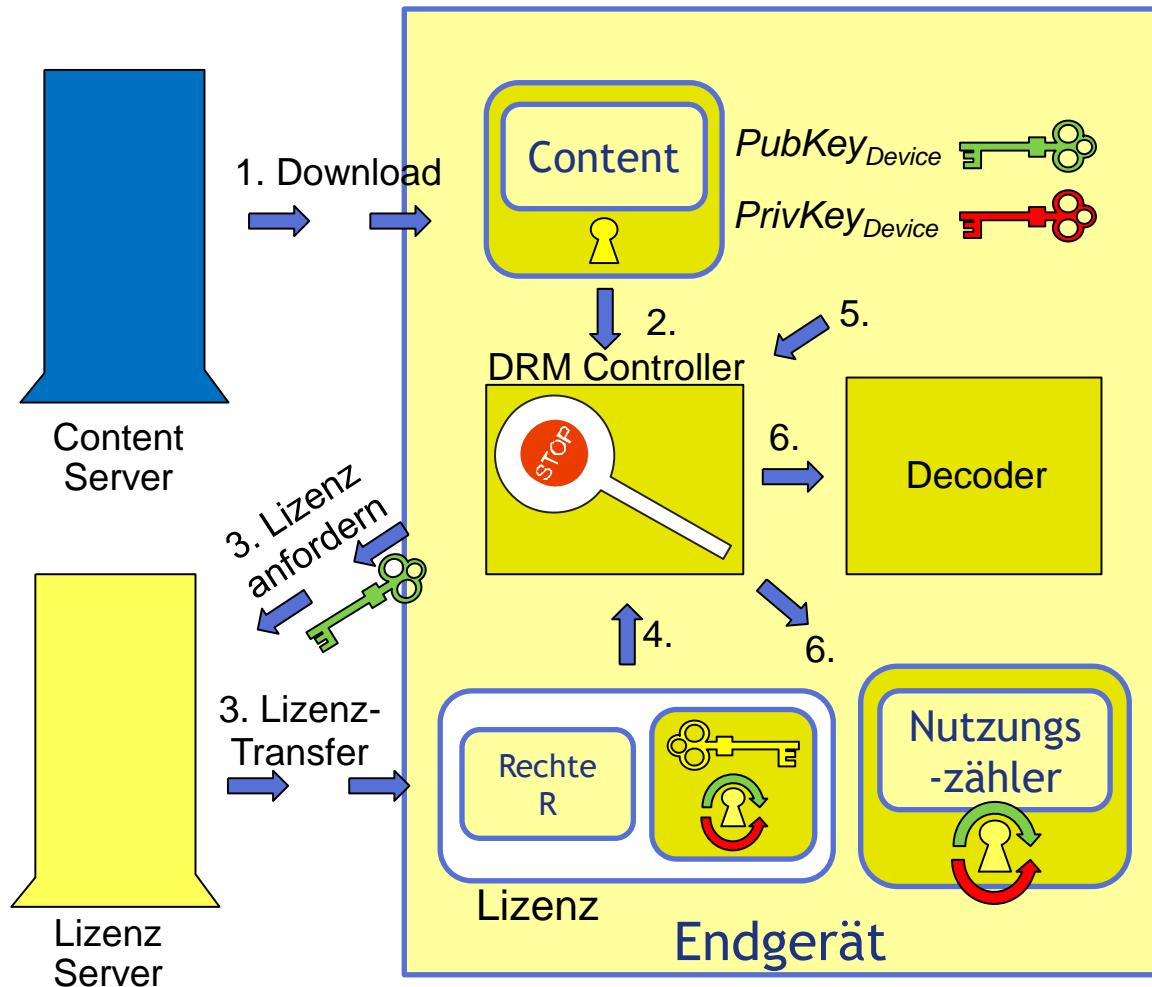 Content
PubKeyDevice
PrivKeyDevice
1. Download
2.
5.
DRM Controller
STOP
6.
Decoder
Content
Server
3. Lizenz
anfordern
4.
6.
3. Lizenz-
Transfer
Rechte
R
Nutzungs
-zähler
Lizenz
Endgerät
Lizenz
Server